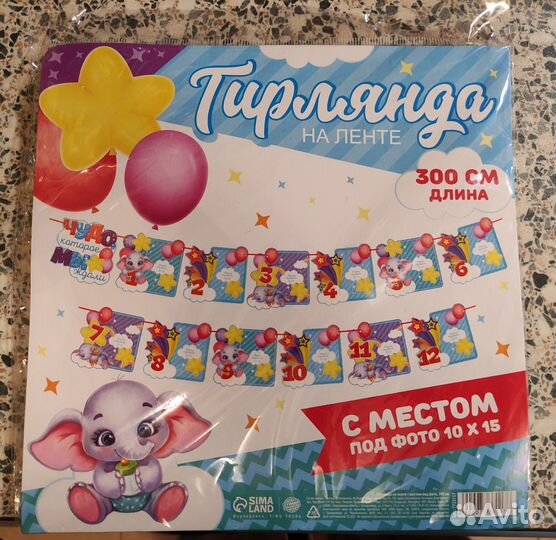 Гирлянда
НА ЛЕНТЕ
300 СМ
ДЛИНА
ЧУДО,
которое
МЫ
ждали
1 2 3 4 5 6
7 8 9 10 11 12
С МЕСТОМ
ПОД ФОТО 10 Х 15
SIMA
LAND
Avito